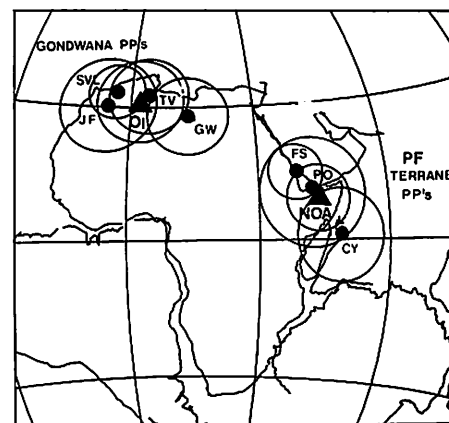 GONDWANA PP's
SVL
JF
OI
TV
GW
FS
PO
NOA
CY
PF
TERRANE
PP's